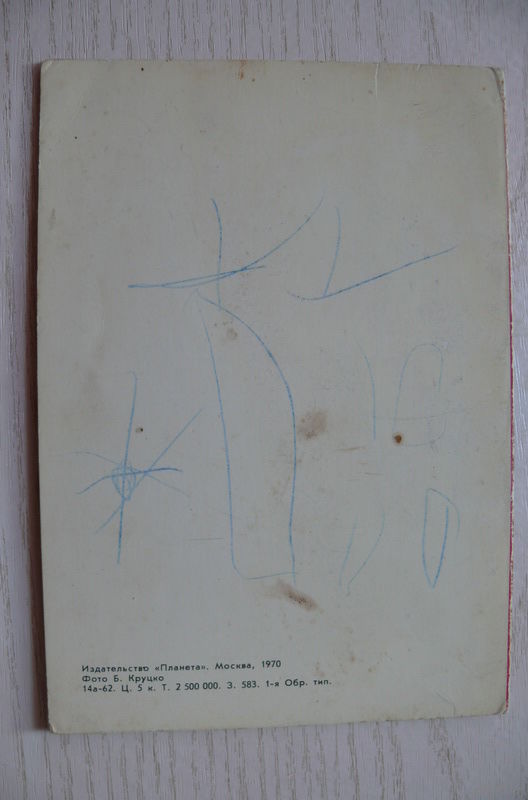 Издательство «Планета». Москва, 1970
Фото Б. Круцко
14а-62. Ц. 5 к. Т. 2 500 000. З. 583. 1-я Обр. тип.